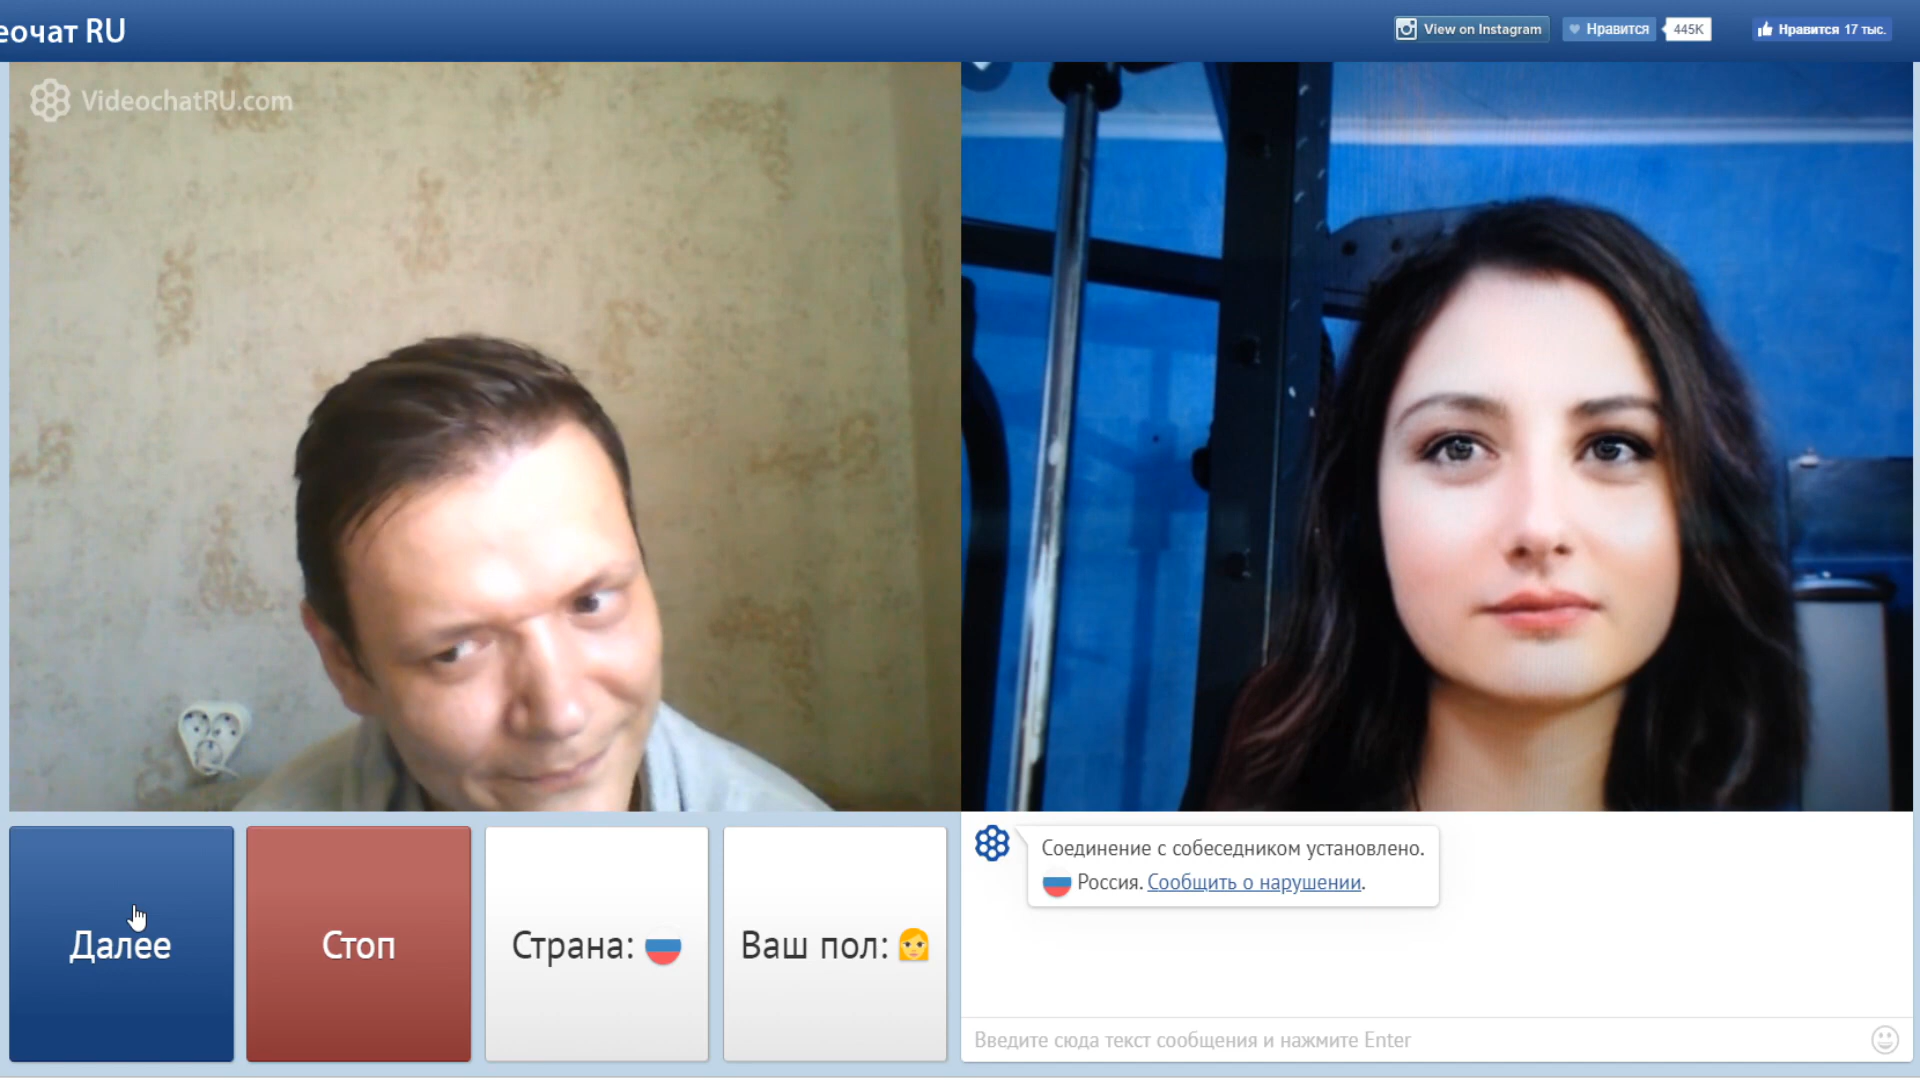 еочат RU
View on Instagram
Нравится
445K
Нравится 17 тыс.
VideochatRU.com
Соединение с собеседником установлено.
Россия. Сообщить о нарушении.
Далее
Стоп
Страна:
Ваш пол:
Введите сюда текст сообщения и нажмите Enter